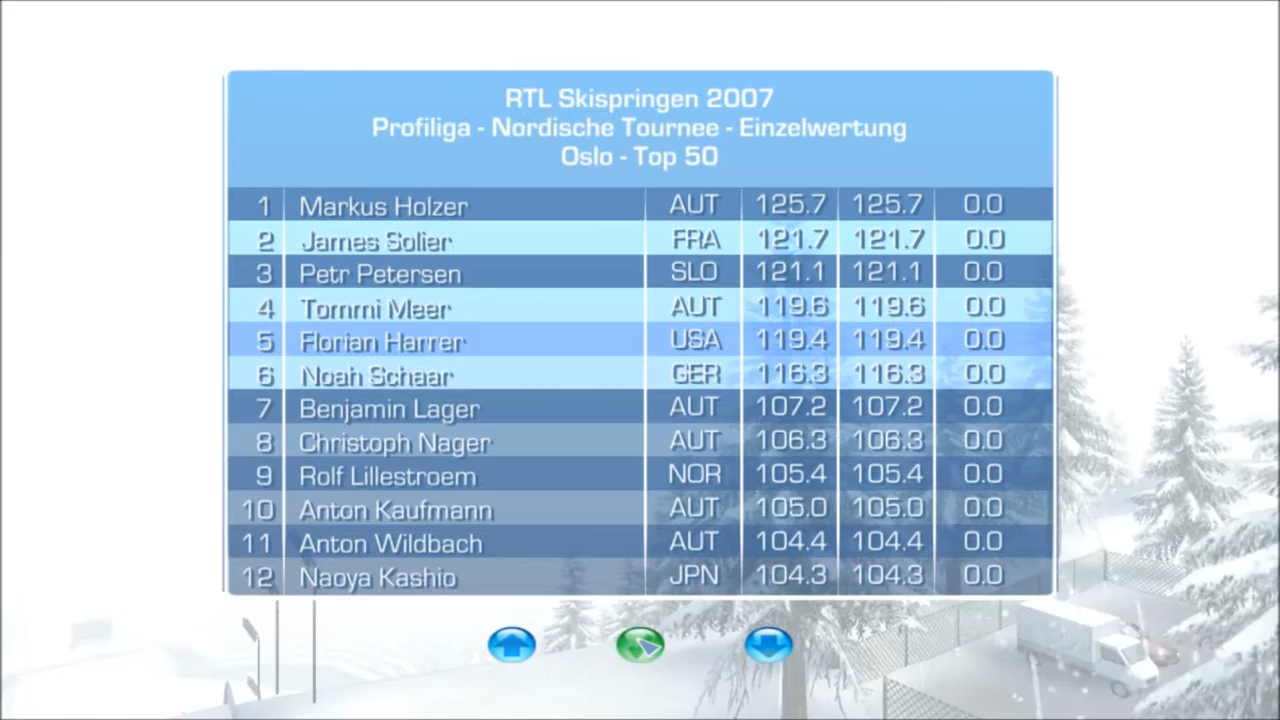 RTL Skispringen 2007
Profiliga - Nordische Tournee - Einzelwertung
Oslo - Top 50
1 Markus Holzer AUT 125.7 125.7 0.0
2 James Solier FRA 121.7 121.7 0.0
3 Petr Petersen SLO 121.1 121.1 0.0
4 Tommi Meer AUT 119.6 119.6 0.0
5 Florian Harrer USA 119.4 119.4 0.0
6 Noah Schaar GER 116.3 116.3 0.0
7 Benjamin Lager AUT 107.2 107.2 0.0
8 Christoph Nager AUT 106.3 106.3 0.0
9 Rolf Lillestroem NOR 105.4 105.4 0.0
10 Anton Kaufmann AUT 105.0 105.0 0.0
11 Anton Wildbach AUT 104.4 104.4 0.0
12 Naoya Kashio JPN 104.3 104.3 0.0